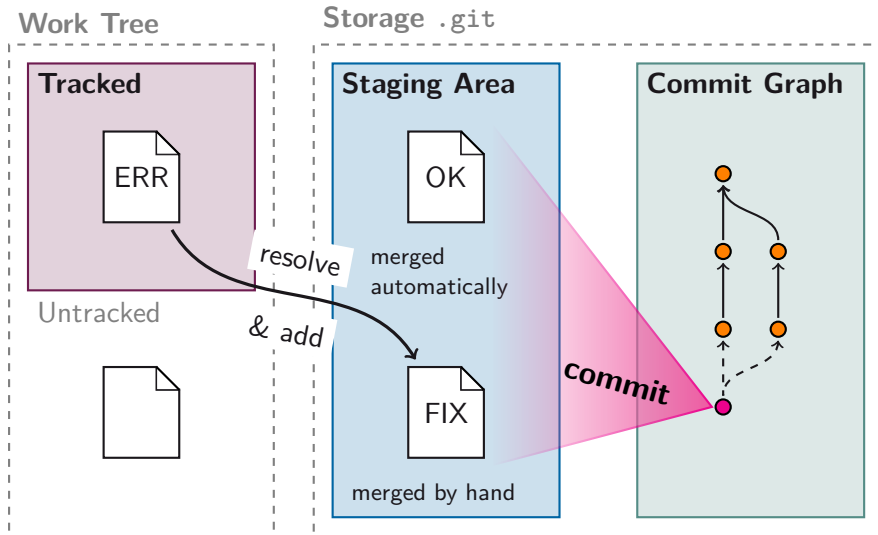 Work Tree
Storage .git
Tracked
Staging Area
Commit Graph
ERR
OK
resolve
& add
merged
automatically
Untracked
commit
FIX
merged by hand